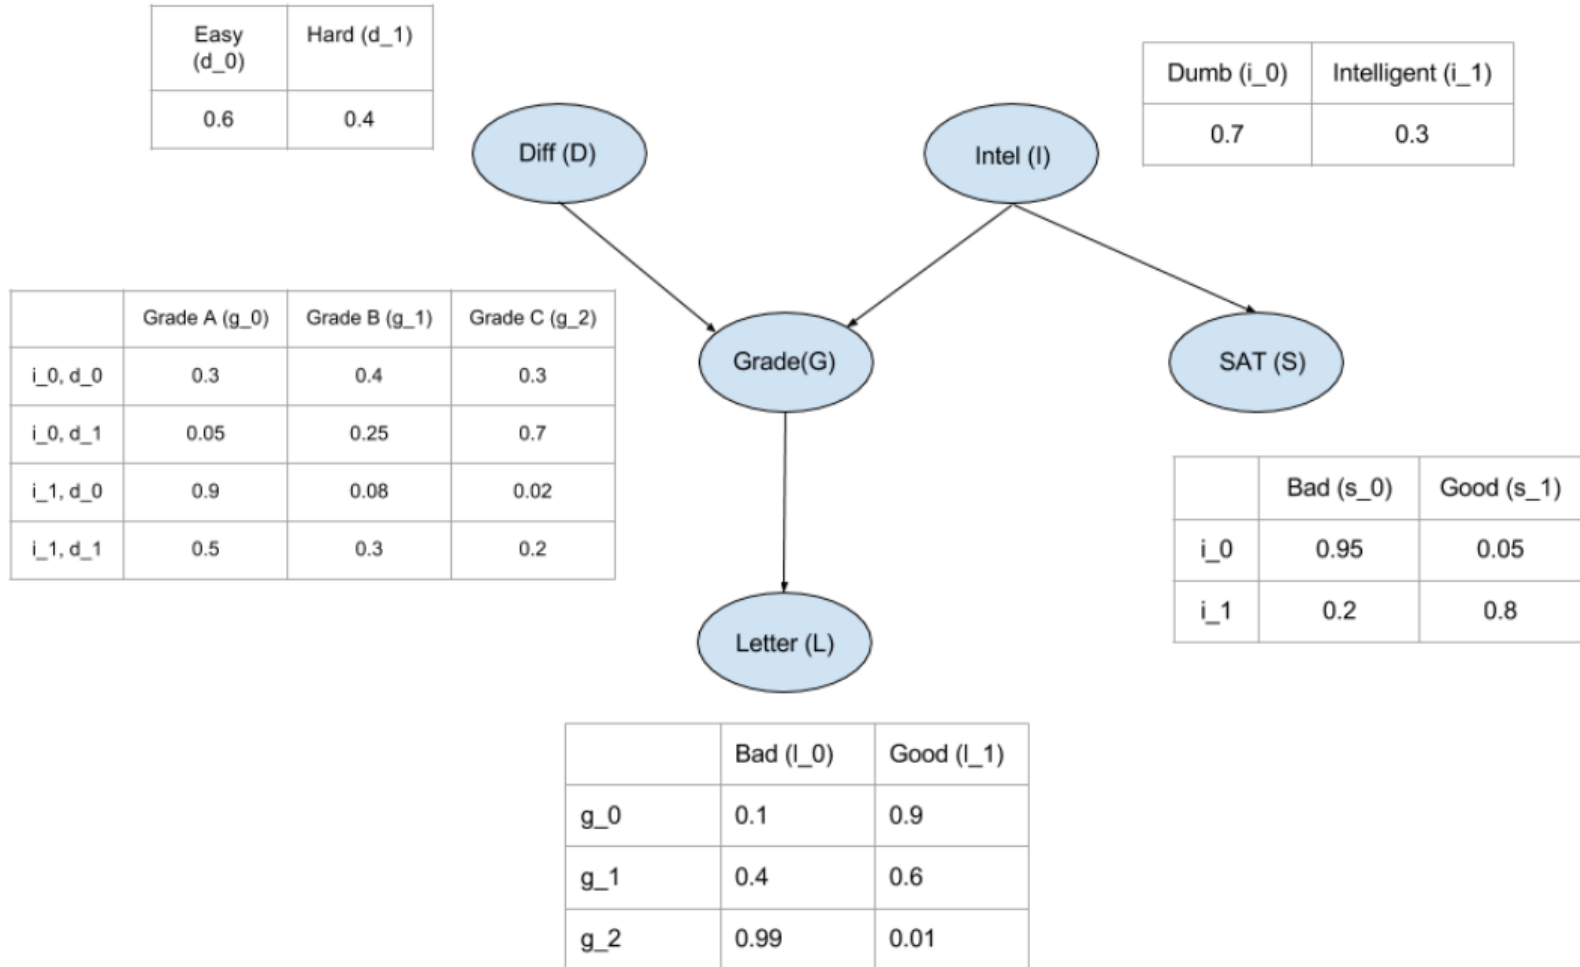 Easy (d_0) Hard (d_1)
0.6 0.4
Dumb (i_0) Intelligent (i_1)
0.7 0.3
Diff (D)
Intel (I)
Grade A (g_0) Grade B (g_1) Grade C (g_2)
i_0, d_0 0.3 0.4 0.3
i_0, d_1 0.05 0.25 0.7
i_1, d_0 0.9 0.08 0.02
i_1, d_1 0.5 0.3 0.2
Grade(G)
SAT (S)
Bad (s_0) Good (s_1)
i_0 0.95 0.05
i_1 0.2 0.8
Letter (L)
Bad (l_0) Good (l_1)
g_0 0.1 0.9
g_1 0.4 0.6
g_2 0.99 0.01